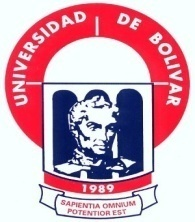 UNIVERSIDAD DE BOLIVAR
1989
SAPIENTIA OMNIUM
POTENTIOR EST